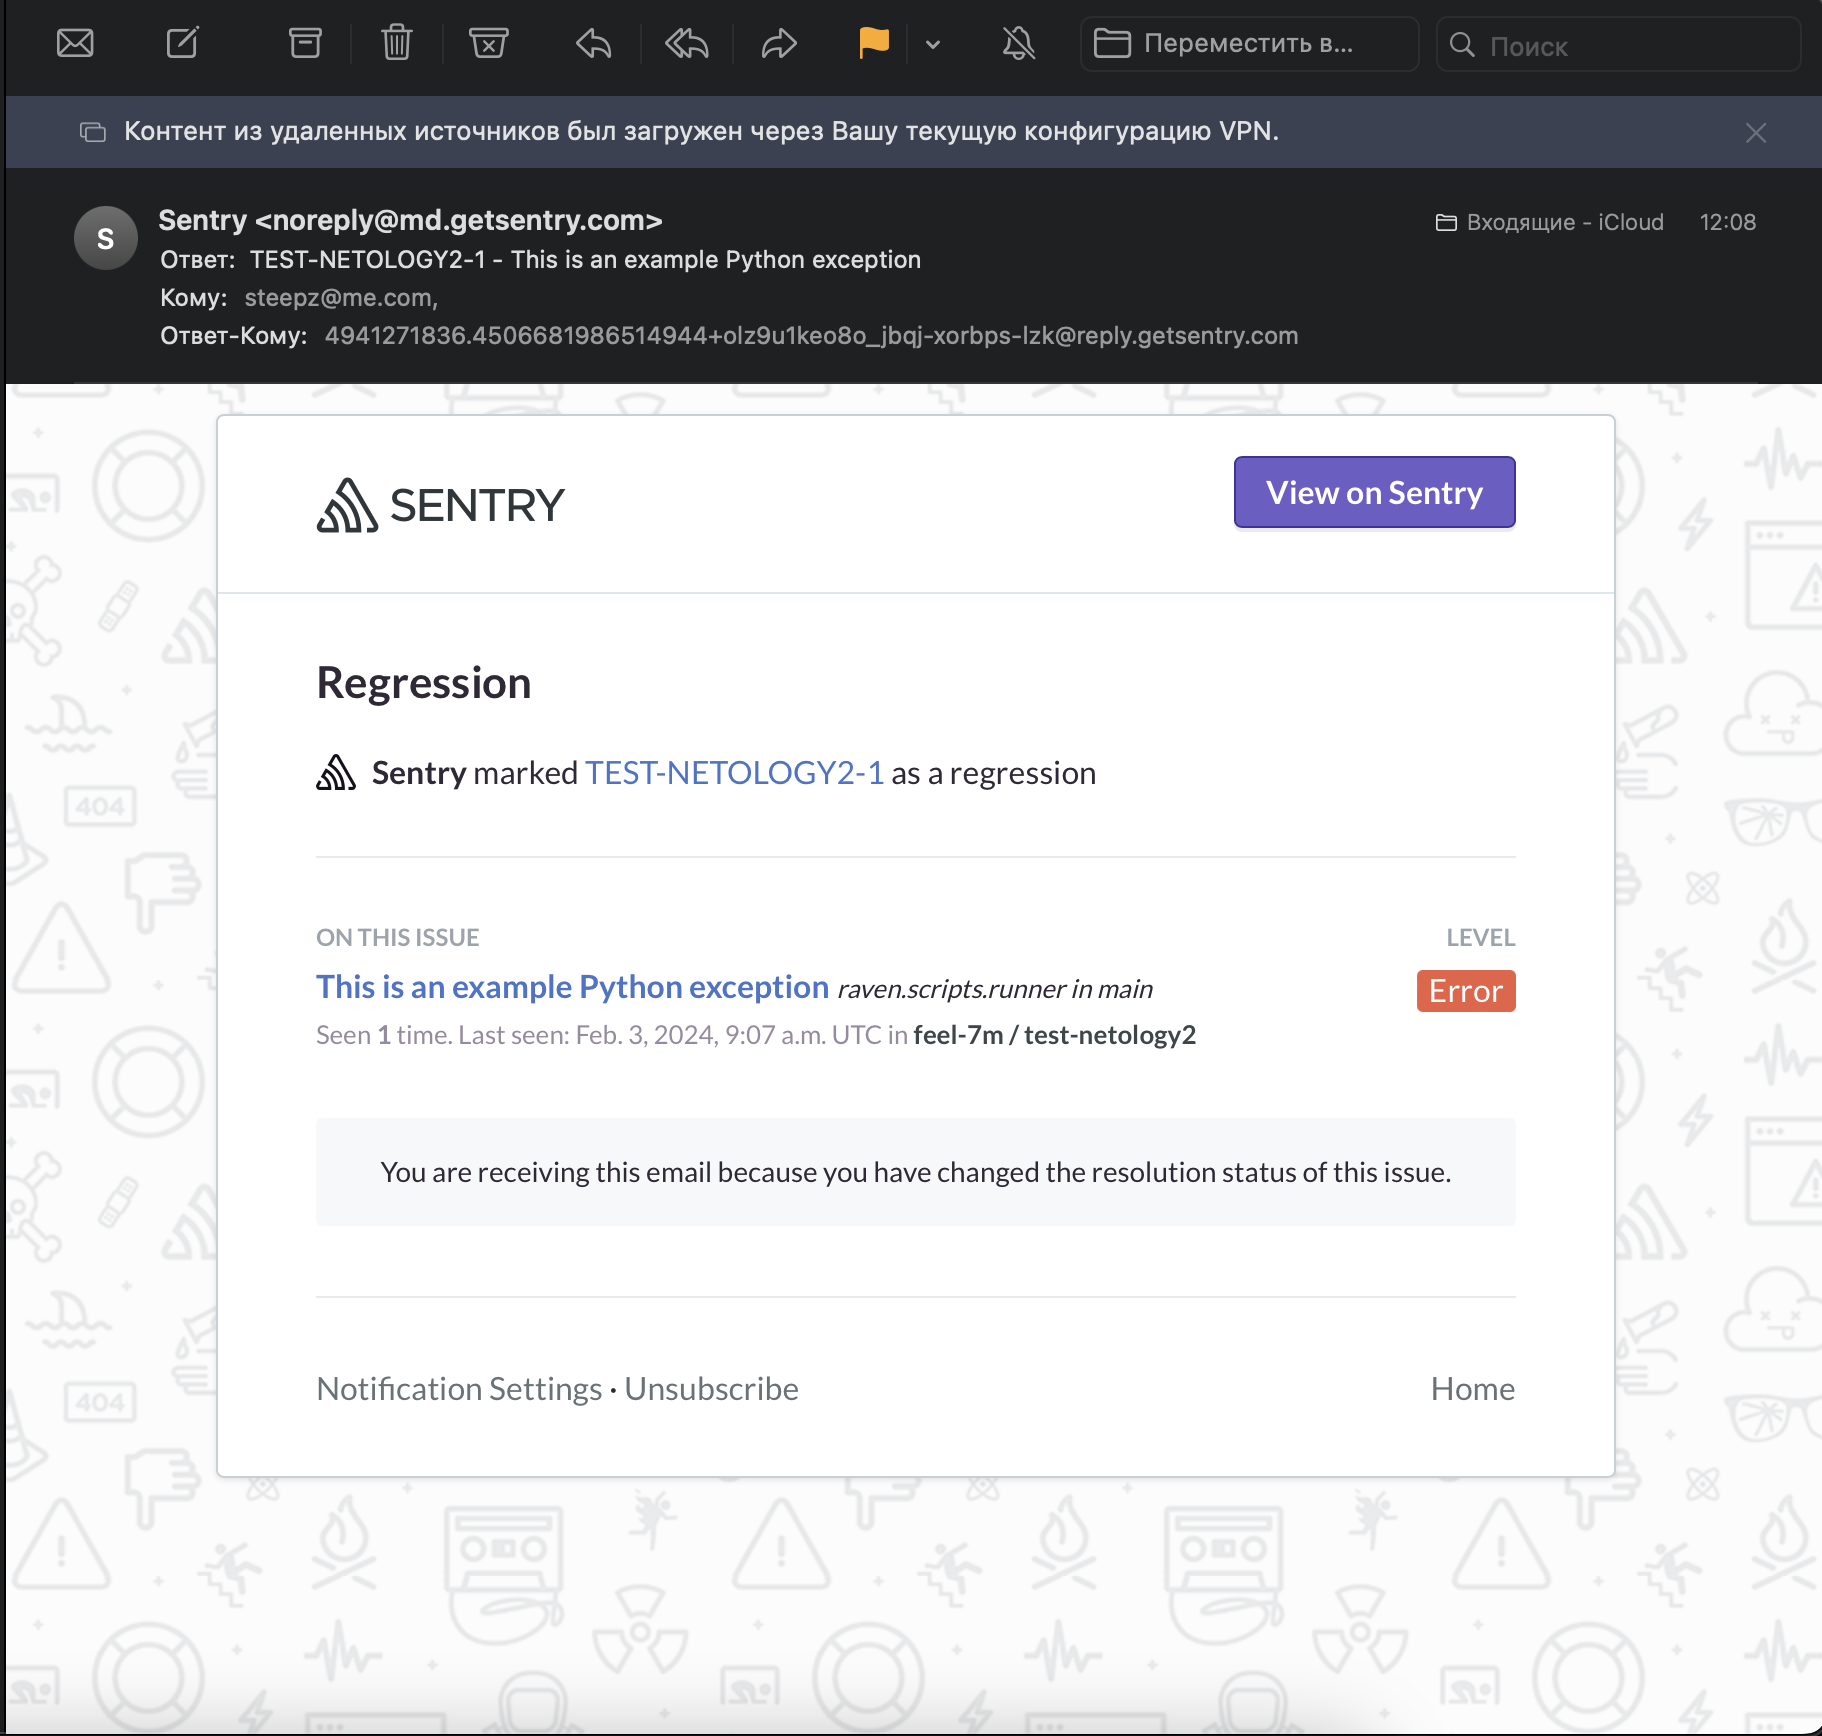 Переместить в...
Поиск
Контент из удаленных источников был загружен через Вашу текущую конфигурацию VPN.
S
Sentry <noreply@md.getsentry.com>
Входящие - iCloud
12:08
Ответ: TEST-NETOLOGY2-1 - This is an example Python exception
Кому: steepz@me.com,
Ответ-Кому: 4941271836.4506681986514944+olz9u1keo8o_jbqj-xorbps-lzk@reply.getsentry.com
SENTRY
View on Sentry
Regression
Sentry marked TEST-NETOLOGY2-1 as a regression
ON THIS ISSUE
LEVEL
This is an example Python exception raven.scripts.runner in main
Error
Seen 1 time. Last seen: Feb. 3, 2024, 9:07 a.m. UTC in feel-7m / test-netology2
You are receiving this email because you have changed the resolution status of this issue.
Notification Settings · Unsubscribe
Home
404
404